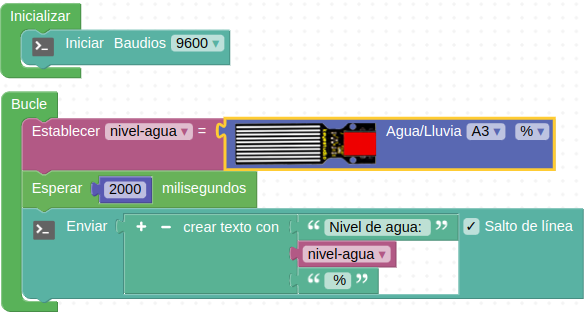 Inicializar
Iniciar Baudios 9600
Bucle
Establecer nivel-agua = Agua/Lluvia A3 %
Esperar 2000 milisegundos
Enviar + − crear texto con “ Nivel de agua: ” ✓ Salto de línea
nivel-agua
“ % ”